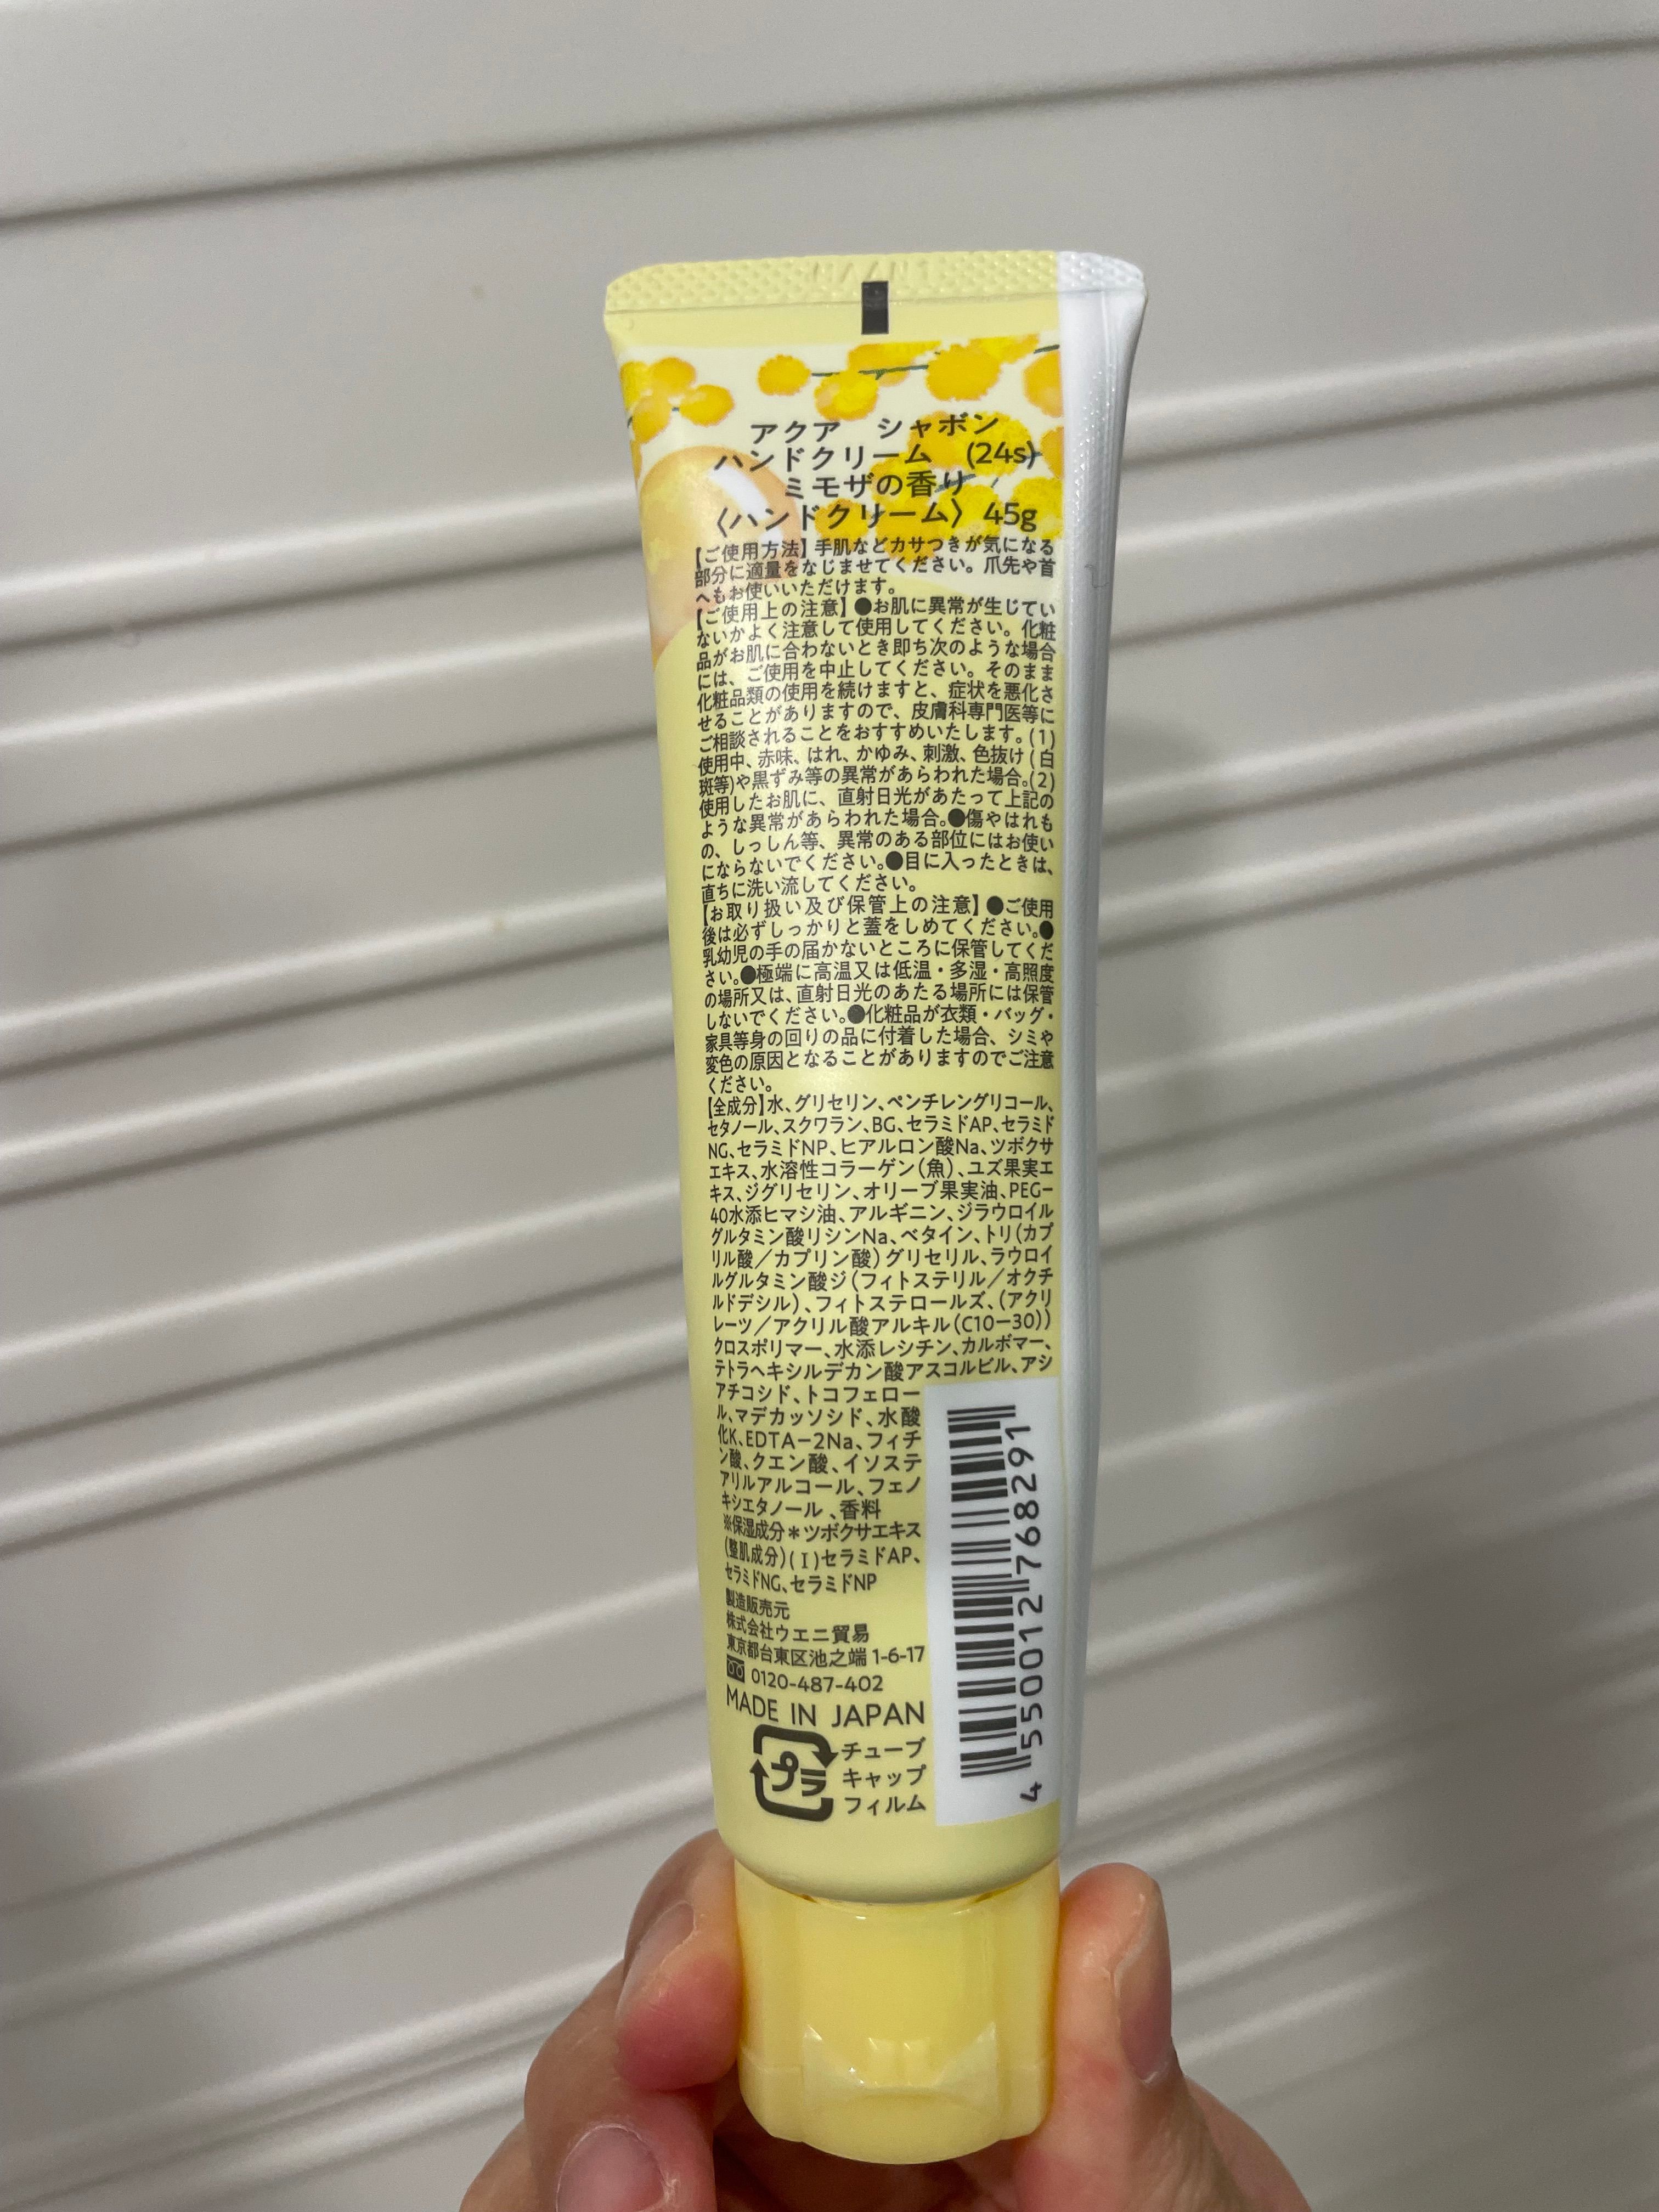 アクア シャボン
ハンドクリーム (24s)
ミモザの香り
〈ハンドクリーム〉 45g
【ご使用方法】手肌などカサつきが気になる
部分に適量をなじませてください。爪先や首
へもお使いいただけます。
【ご使用上の注意】●お肌に異常が生じてい
ないかよく注意して使用してください。化粧
品がお肌に合わないとき即ち次のような場合
には、ご使用を中止してください。そのまま
化粧品類の使用を続けますと、症状を悪化さ
せることがありますので、皮膚科専門医等に
ご相談されることをおすすめいたします。(1)
使用中、赤味、はれ、かゆみ、刺激、色抜け(白
斑等)や黒ずみ等の異常があらわれた場合。(2)
使用したお肌に、直射日光があたって上記の
ような異常があらわれた場合。●傷やはれも
の、しっしん等、異常のある部位にはお使い
にならないでください。●目に入ったときは、
直ちに洗い流してください。
【お取り扱い及び保管上の注意】●ご使用
後は必ずしっかりと蓋をしめてください。●
乳幼児の手の届かないところに保管してくだ
さい。●極端に高温又は低温・多湿・高照度
の場所又は、直射日光のあたる場所には保管
しないでください。●化粧品が衣類・バッグ・
家具等身の回りの品に付着した場合、シミや
変色の原因となることがありますのでご注意
ください。
【全成分】水、グリセリン、ペンチレングリコール、
セタノール、スクワラン、BG、セラミドAP、セラミド
NG、セラミドNP、ヒアルロン酸Na、ツボクサ
エキス、水溶性コラーゲン(魚)、ユズ果実エ
キス、ジグリセリン、オリーブ果実油、PEG-
40水添ヒマシ油、アルギニン、ジラウロイル
グルタミン酸リシンNa、ベタイン、トリ(カプ
リル酸／カプリン酸)グリセリル、ラウロイ
ルグルタミン酸ジ(フィトステリル／オクチ
ルドデシル)、フィトステロールズ、(アクリ
レーツ／アクリル酸アルキル(C10-30))
クロスポリマー、水添レシチン、カルボマー、
テトラヘキシルデカン酸アスコルビル、アシ
アチコシド、トコフェロー
ル、マデカッソシド、水酸
化K、EDTA-2Na、フィチ
ン酸、クエン酸、イソステ
アリルアルコール、フェノ
キシエタノール、香料
※保湿成分＊ツボクサエキス
(整肌成分)(I)セラミドAP、
セラミドNG、セラミドNP
製造販売元
株式会社ウエニ貿易
東京都台東区池之端 1-6-17
0120-487-402
MADE IN JAPAN
プラ
チューブ
キャップ
フィルム
4 550012 768291